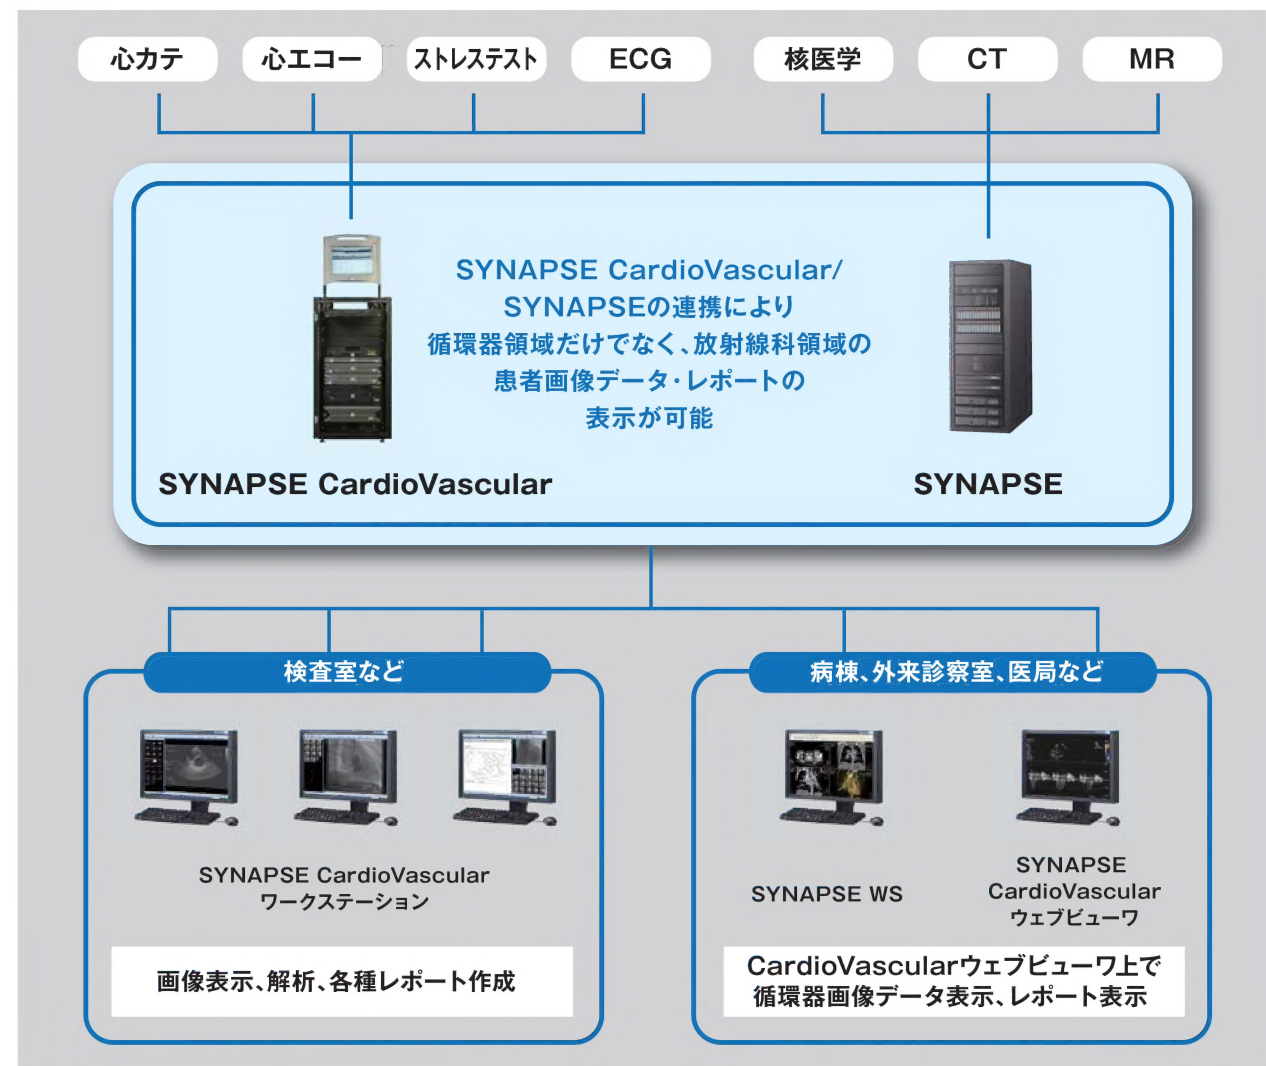 心カテ
心エコー
ストレステスト
ECG
核医学
CT
MR
SYNAPSE CardioVascular/
SYNAPSEの連携により
循環器領域だけでなく、放射線科領域の
患者画像データ・レポートの
表示が可能
SYNAPSE CardioVascular
SYNAPSE
検査室など
病棟、外来診察室、医局など
SYNAPSE CardioVascular
ワークステーション
SYNAPSE WS
SYNAPSE
CardioVascular
ウェブビューワ
画像表示、解析、各種レポート作成
CardioVascularウェブビューワ上で
循環器画像データ表示、レポート表示